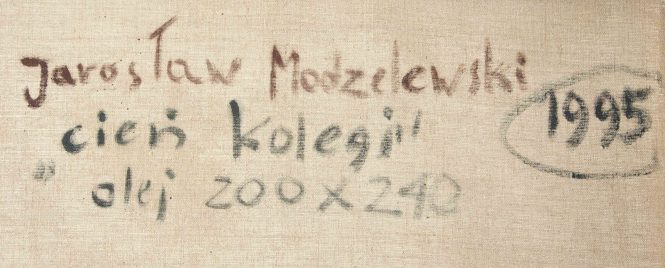 Jarosław Modzelewski
„cień kolegi" 1995
olej 200 x 240